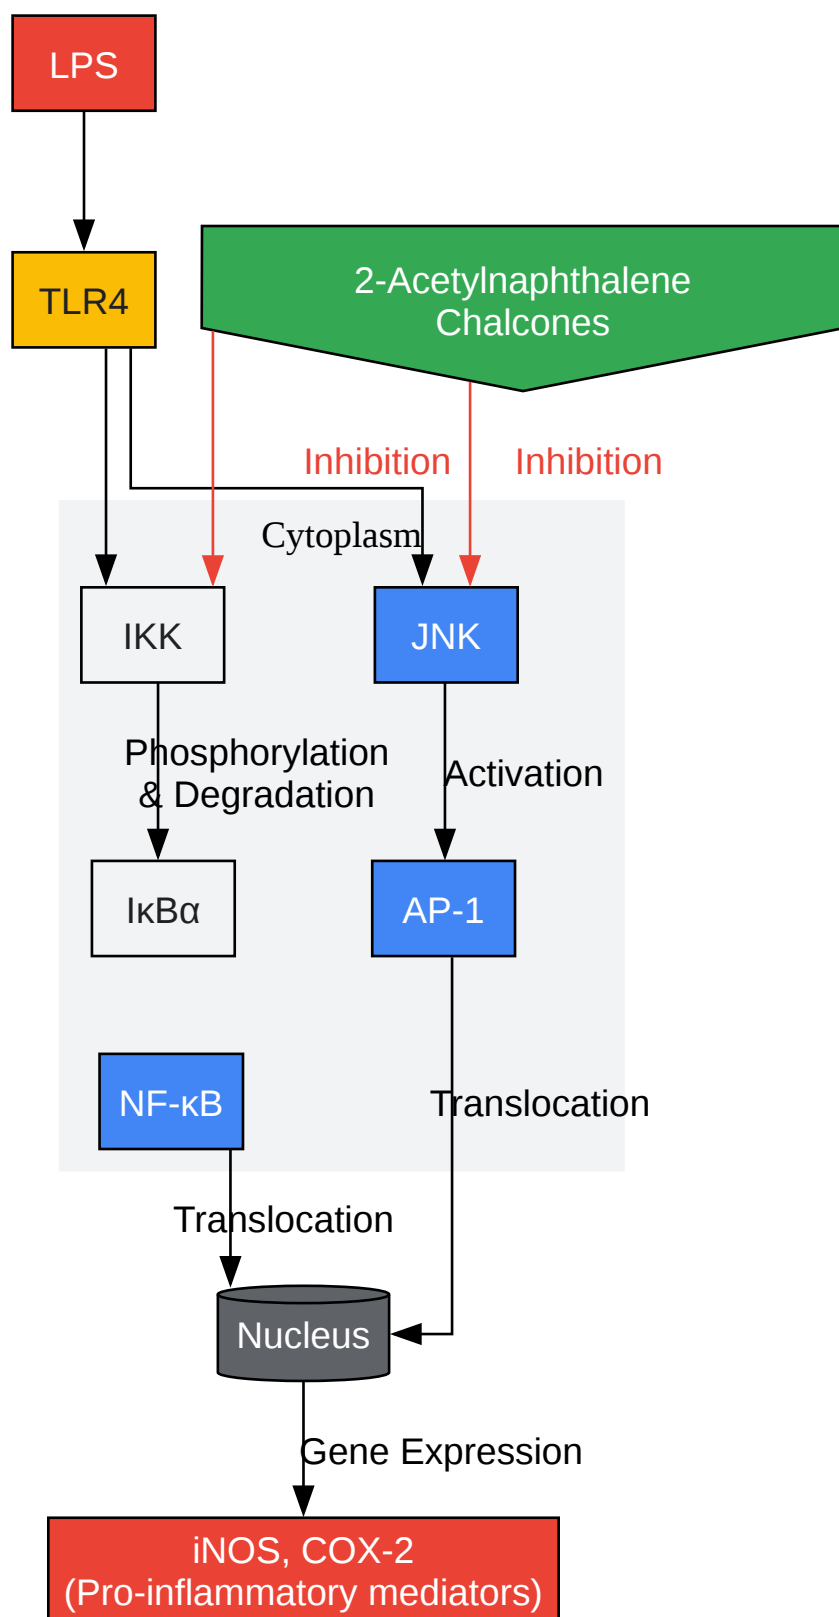 LPS
TLR4
2-Acetylnaphthalene
Chalcones
Inhibition
Inhibition
Cytoplasm
IKK
JNK
Phosphorylation
& Degradation
Activation
IκBα
AP-1
NF-κB
Translocation
Translocation
Nucleus
Gene Expression
iNOS, COX-2
(Pro-inflammatory mediators)